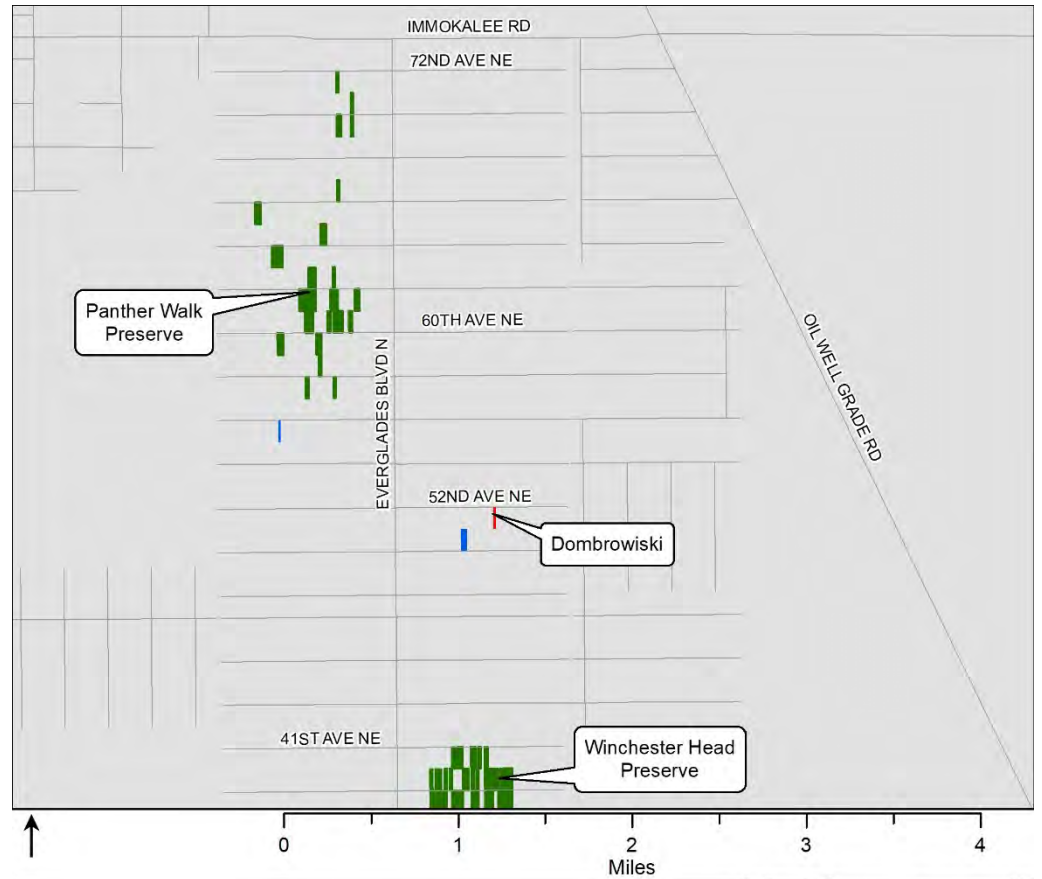 IMMOKALEE RD
72ND AVE NE
Panther Walk
Preserve
60TH AVE NE
OIL WELL GRADE RD
EVERGLADES BLVD N
52ND AVE NE
Dombrowiski
41ST AVE NE
Winchester Head
Preserve
0 1 2 3 4
Miles